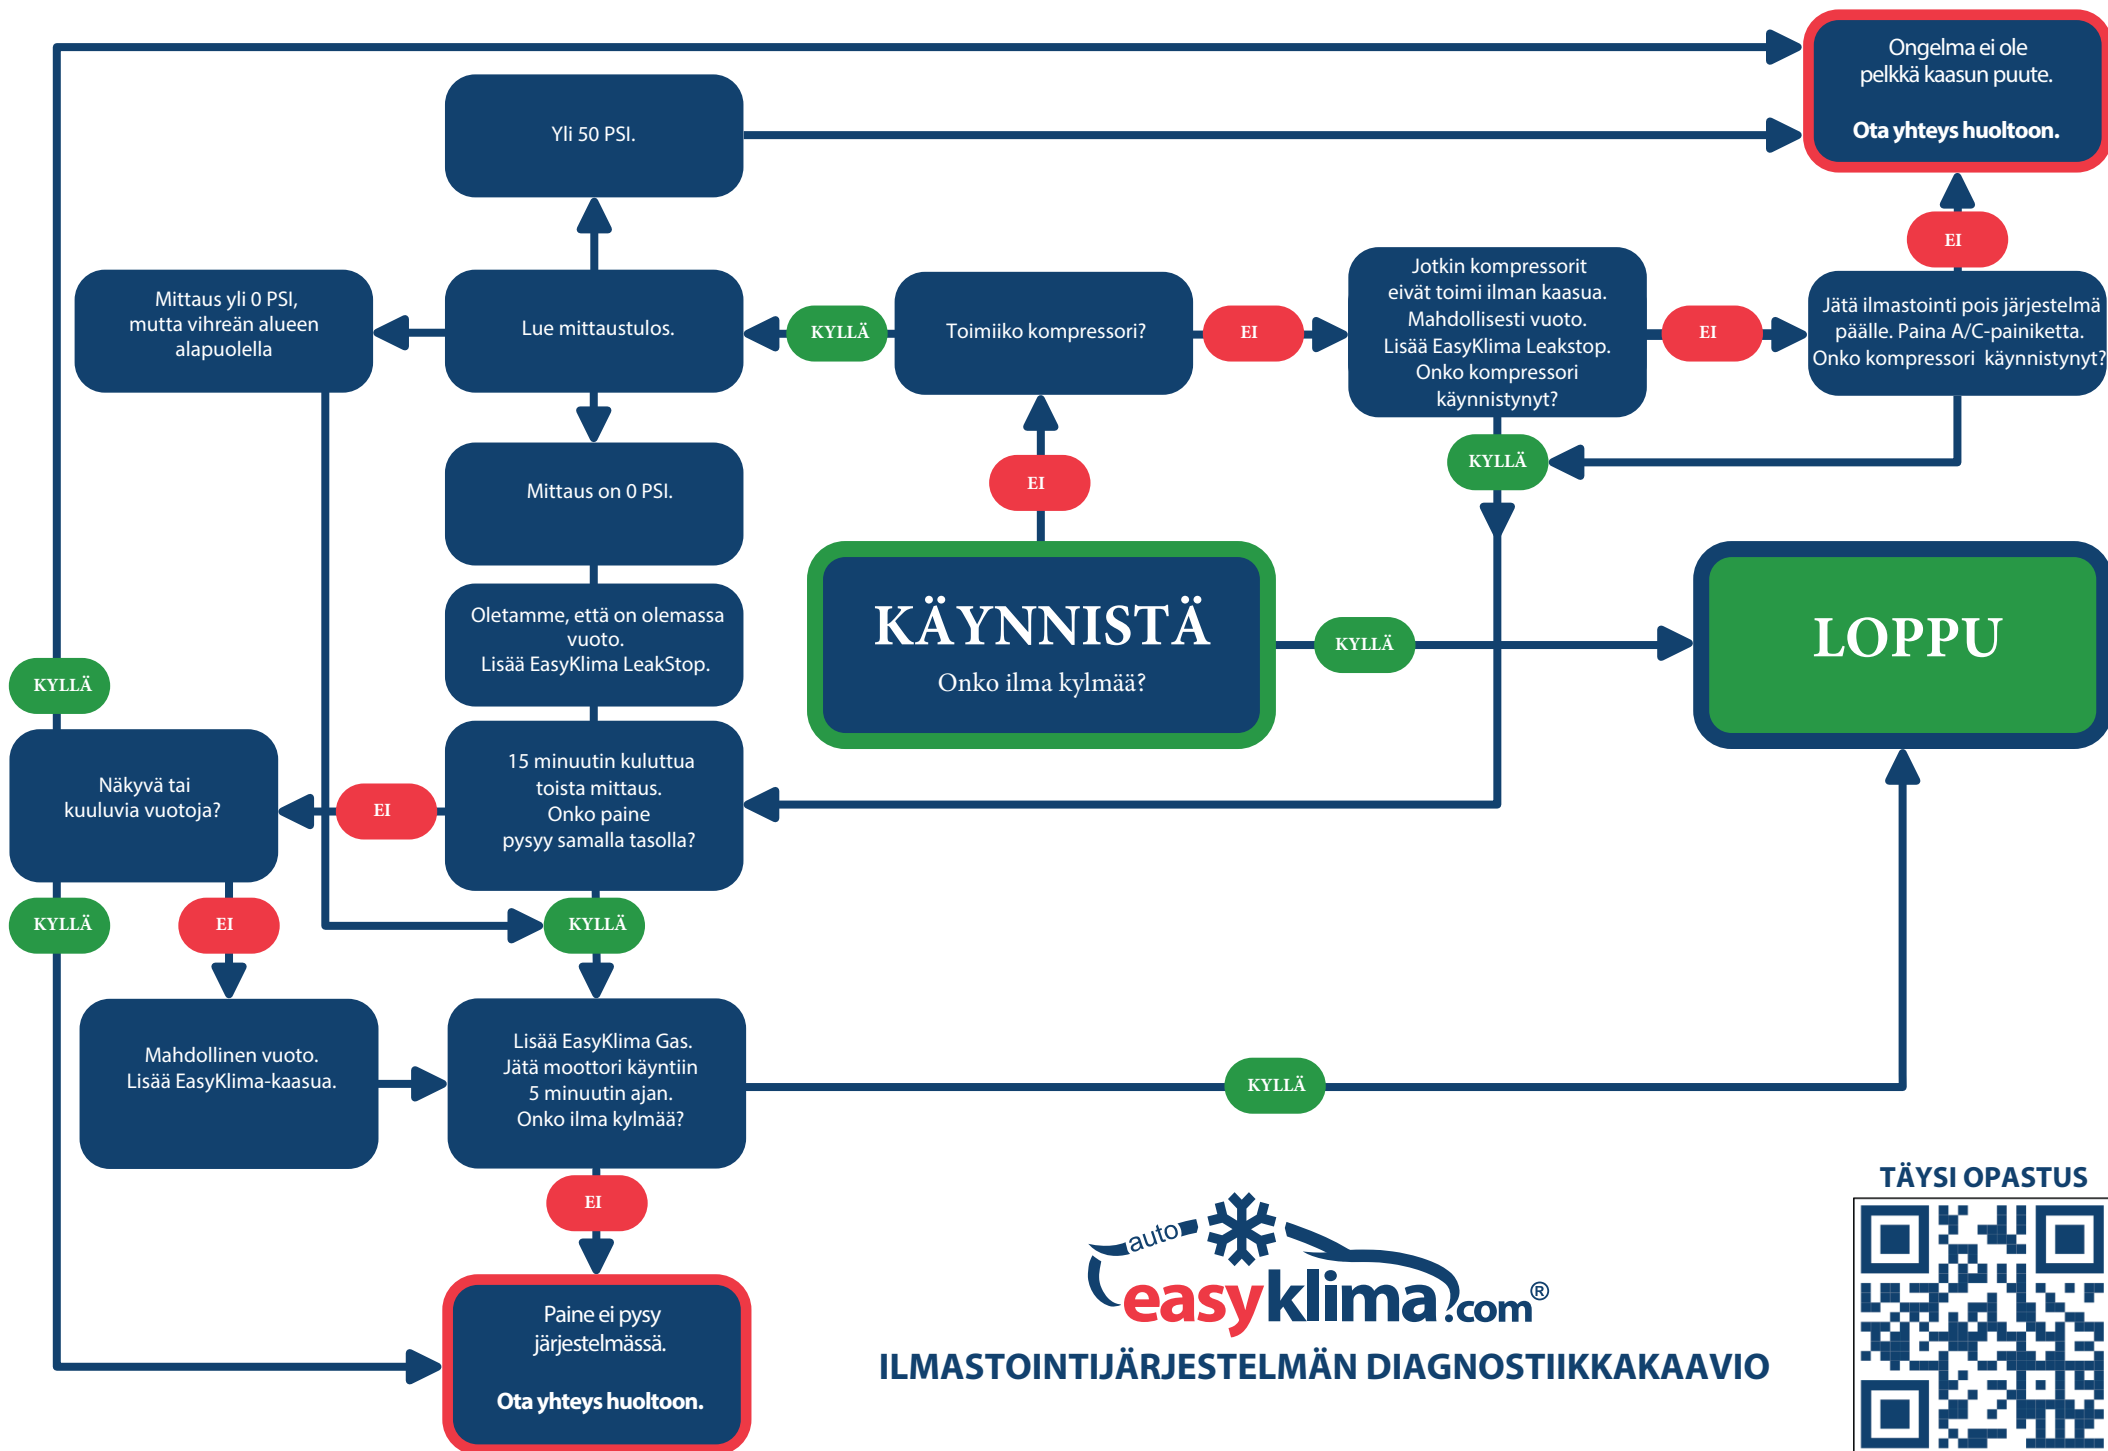 Ongelma ei ole
pelkkä kaasun puute.
Ota yhteys huoltoon.
Yli 50 PSI.
EI
Mittaus yli 0 PSI,
mutta vihreän alueen
alapuolella
Lue mittaustulos.
KYLLÄ
Toimiiko kompressori?
EI
Jotkin kompressorit
eivät toimi ilman kaasua.
Mahdollisesti vuoto.
Lisää EasyKlima Leakstop.
Onko kompressori
käynnistynyt?
EI
Jätä ilmastointi pois järjestelmä
päälle. Paina A/C-painiketta.
Onko kompressori käynnistynyt?
KYLLÄ
EI
Mittaus on 0 PSI.
KÄYNNISTÄ
Onko ilma kylmää?
KYLLÄ
LOPPU
Oletamme, että on olemassa
vuoto.
Lisää EasyKlima LeakStop.
KYLLÄ
Näkyvä tai
kuuluvia vuotoja?
EI
15 minuutin kuluttua
toista mittaus.
Onko paine
pysyy samalla tasolla?
KYLLÄ
EI
KYLLÄ
Mahdollinen vuoto.
Lisää EasyKlima-kaasua.
Lisää EasyKlima Gas.
Jätä moottori käyntiin
5 minuutin ajan.
Onko ilma kylmää?
KYLLÄ
EI
Paine ei pysy
järjestelmässä.
Ota yhteys huoltoon.
auto
easyklima.com®
ILMASTOINTIJÄRJESTELMÄN DIAGNOSTIIKKAKAAVIO
TÄYSI OPASTUS